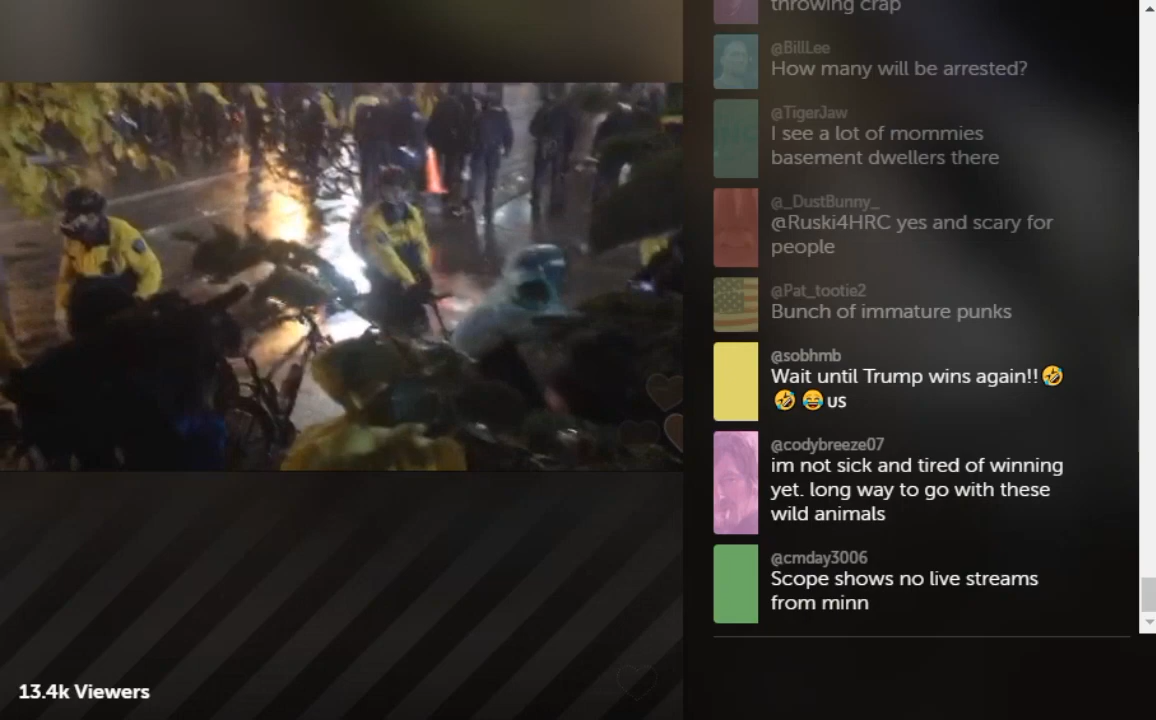 throwing crap
@BillLee
How many will be arrested?
@TigerJaw
I see a lot of mommies
basement dwellers there
@_DustBunny_
@Ruski4HRC yes and scary for
people
@Pat_tootie2
Bunch of immature punks
@sobhmb
Wait until Trump wins again!!🤣
🤣 😂 US
@codybreeze07
im not sick and tired of winning
yet. long way to go with these
wild animals
@cmday3006
Scope shows no live streams
from minn
13.4k Viewers